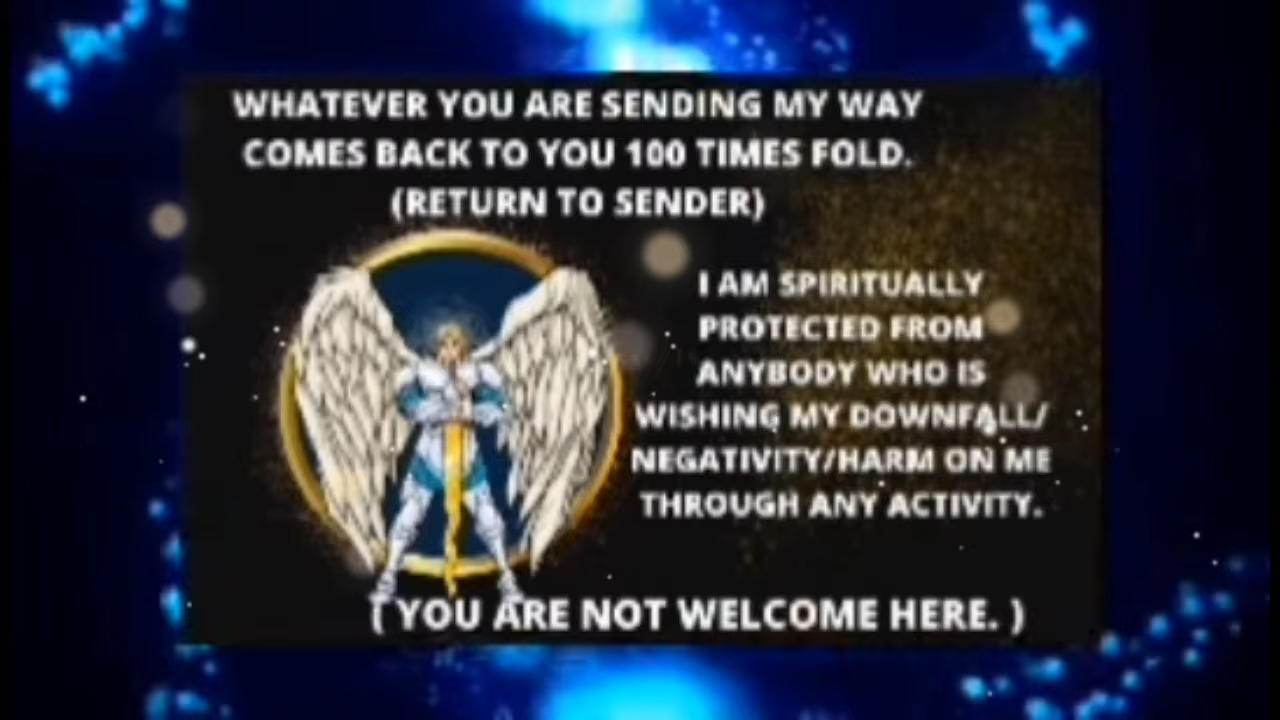 WHATEVER YOU ARE SENDING MY WAY
COMES BACK TO YOU 100 TIMES FOLD.
(RETURN TO SENDER)
I AM SPIRITUALLY
PROTECTED FROM
ANYBODY WHO IS
WISHING MY DOWNFALL/
NEGATIVITY/HARM ON ME
THROUGH ANY ACTIVITY.
( YOU ARE NOT WELCOME HERE. )